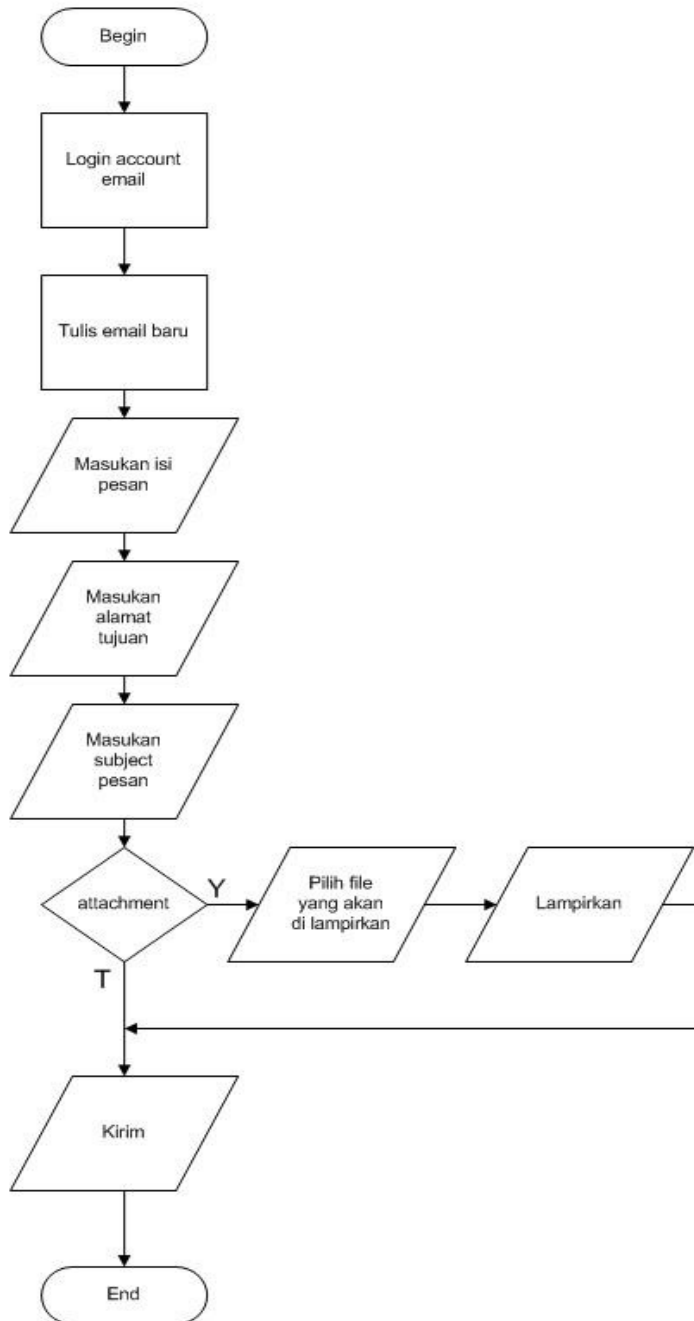 Begin
Login account
email
Tulis email baru
Masukan isi
pesan
Masukan
alamat
tujuan
Masukan
subject
pesan
attachment
Y
Pilih file
yang akan
di lampirkan
Lampirkan
T
Kirim
End